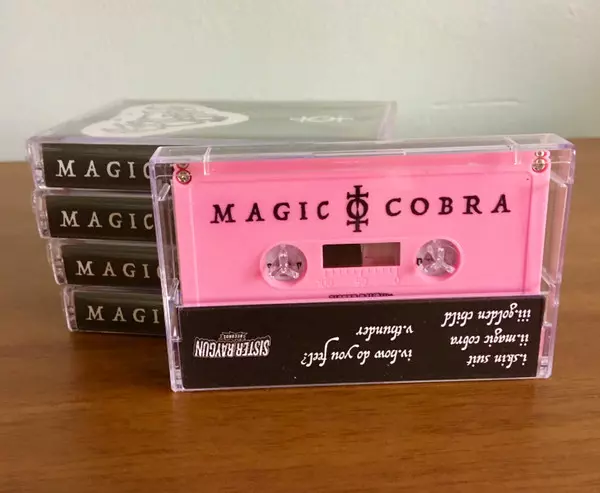 MAGIC
MAGIC
MAGIC
MAGIC
MAGIC COBRA
i.skin suit
ii.magic cobra
iii.golden child
iv.how do you feel?
v.thunder
SISTER RAYGUN
RECORDS